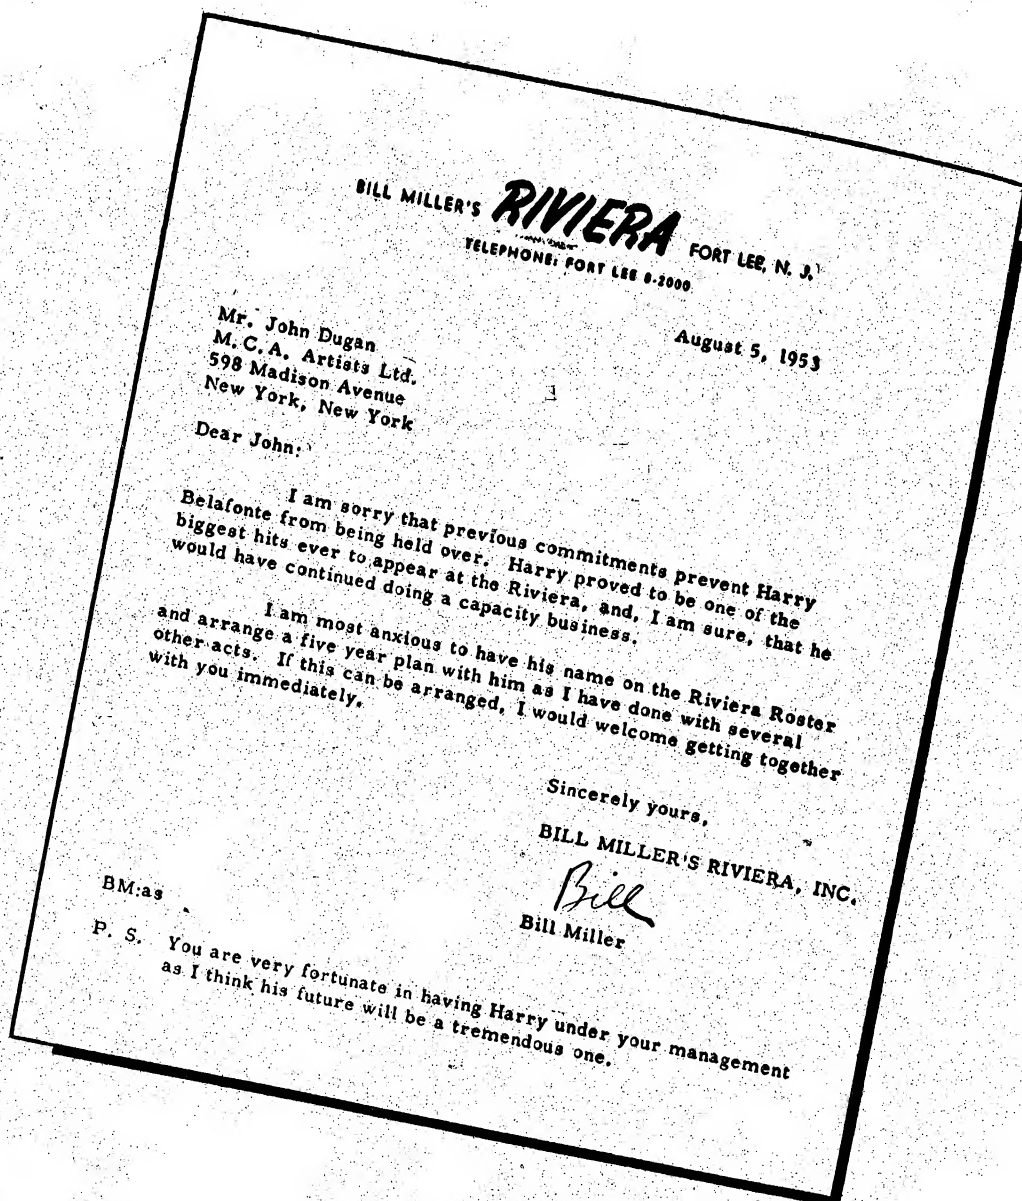 BILL MILLER'S RIVIERA FORT LEE, N. J.
TELEPHONE: FORT LEE 8-2000
August 5, 1953
Mr. John Dugan
M. C. A. Artists Ltd.
598 Madison Avenue
New York, New York
Dear John:
I am sorry that previous commitments prevent Harry
Belafonte from being held over. Harry proved to be one of the
biggest hits ever to appear at the Riviera, and, I am sure, that he
would have continued doing a capacity business.
I am most anxious to have his name on the Riviera Roster
and arrange a five year plan with him as I have done with several
other acts. If this can be arranged, I would welcome getting together
with you immediately.
Sincerely yours,
BILL MILLER'S RIVIERA, INC.
Bill
Bill Miller
BM:as
P. S. You are very fortunate in having Harry under your management
as I think his future will be a tremendous one.